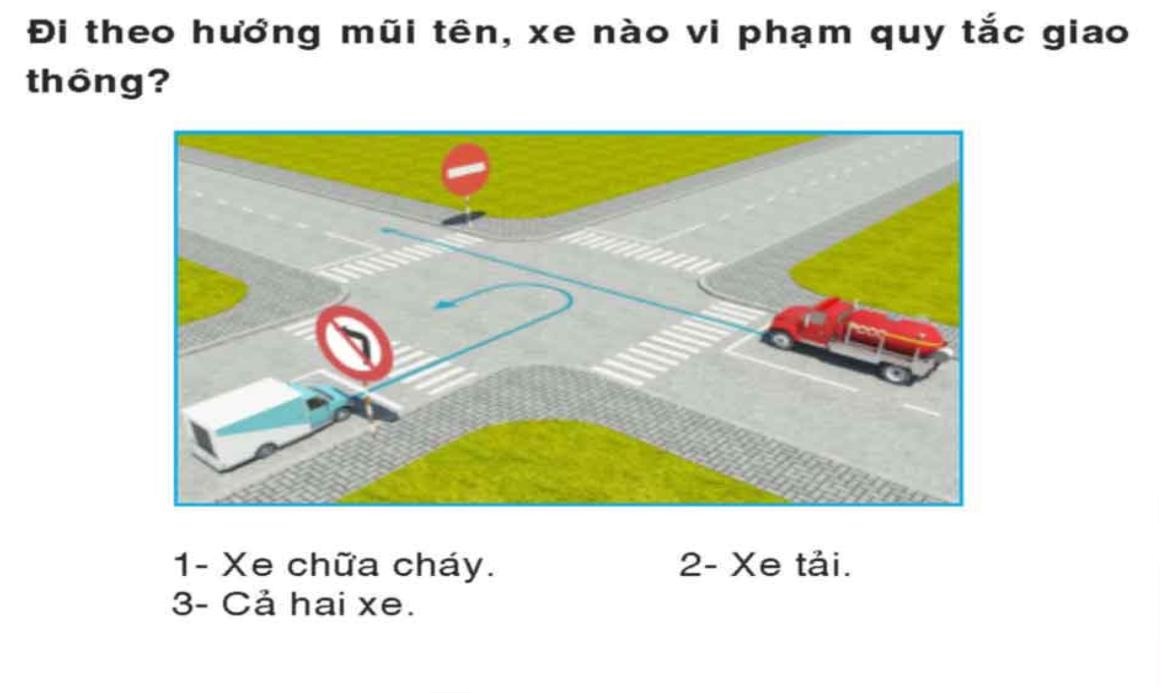 Đi theo hướng mũi tên, xe nào vi phạm quy tắc giao
thông?
1- Xe chữa cháy.
2- Xe tải.
3- Cả hai xe.